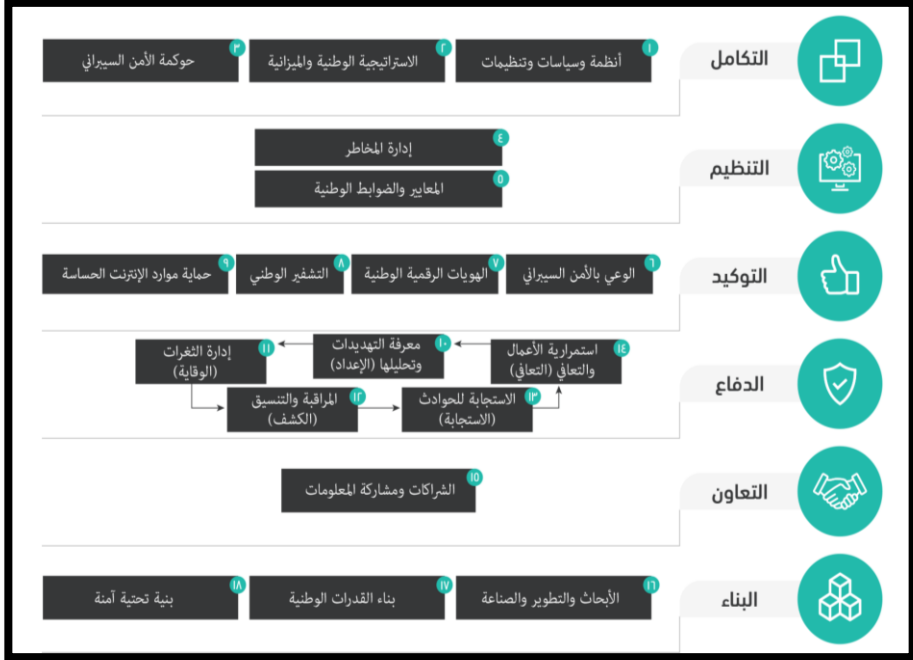 التكامل
١ أنظمة وسياسات وتنظيمات
٢ الاستراتيجية الوطنية والميزانية
٣ حوكمة الأمن السيبراني
التنظيم
٤ إدارة المخاطر
٥ المعايير والضوابط الوطنية
التوكيد
٦ الوعي بالأمن السيبراني
٧ الهويات الرقمية الوطنية
٨ التشفير الوطني
٩ حماية موارد الإنترنت الحساسة
الدفاع
١٤ استمرارية الأعمال
والتعافي (التعافي)
١٠ معرفة التهديدات
وتحليلها (الإعداد)
١١ إدارة الثغرات
(الوقاية)
١٣ الاستجابة للحوادث
(الاستجابة)
١٢ المراقبة والتنسيق
(الكشف)
التعاون
١٥ الشراكات ومشاركة المعلومات
البناء
١٦ الأبحاث والتطوير والصناعة
١٧ بناء القدرات الوطنية
١٨ بنية تحتية آمنة